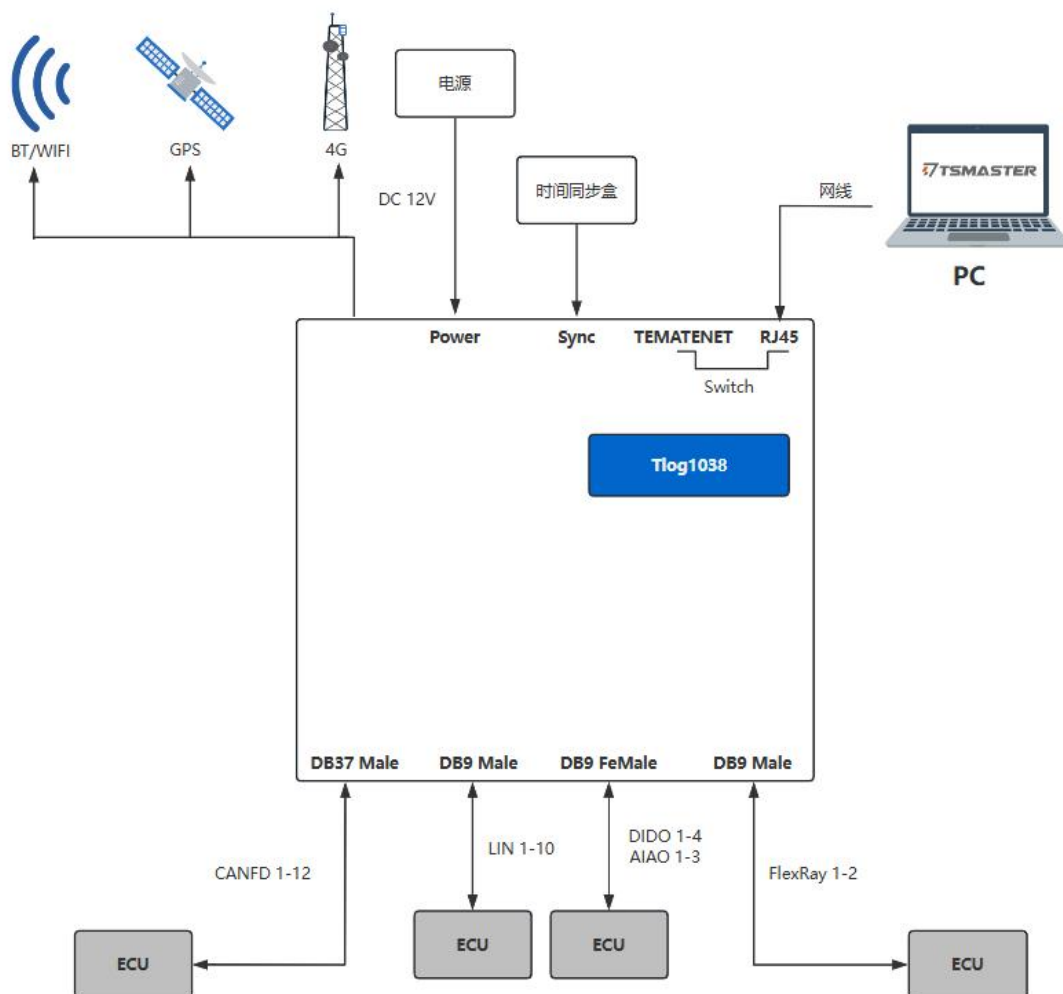 电源
BT/WIFI
GPS
4G
DC 12V
时间同步盒
网线
TSMASTER
PC
Power
Sync
TEMATENET
RJ45
Switch
Tlog1038
DB37 Male
DB9 Male
DB9 FeMale
DB9 Male
CANFD 1-12
LIN 1-10
DIDO 1-4
AIAO 1-3
FlexRay 1-2
ECU
ECU
ECU
ECU